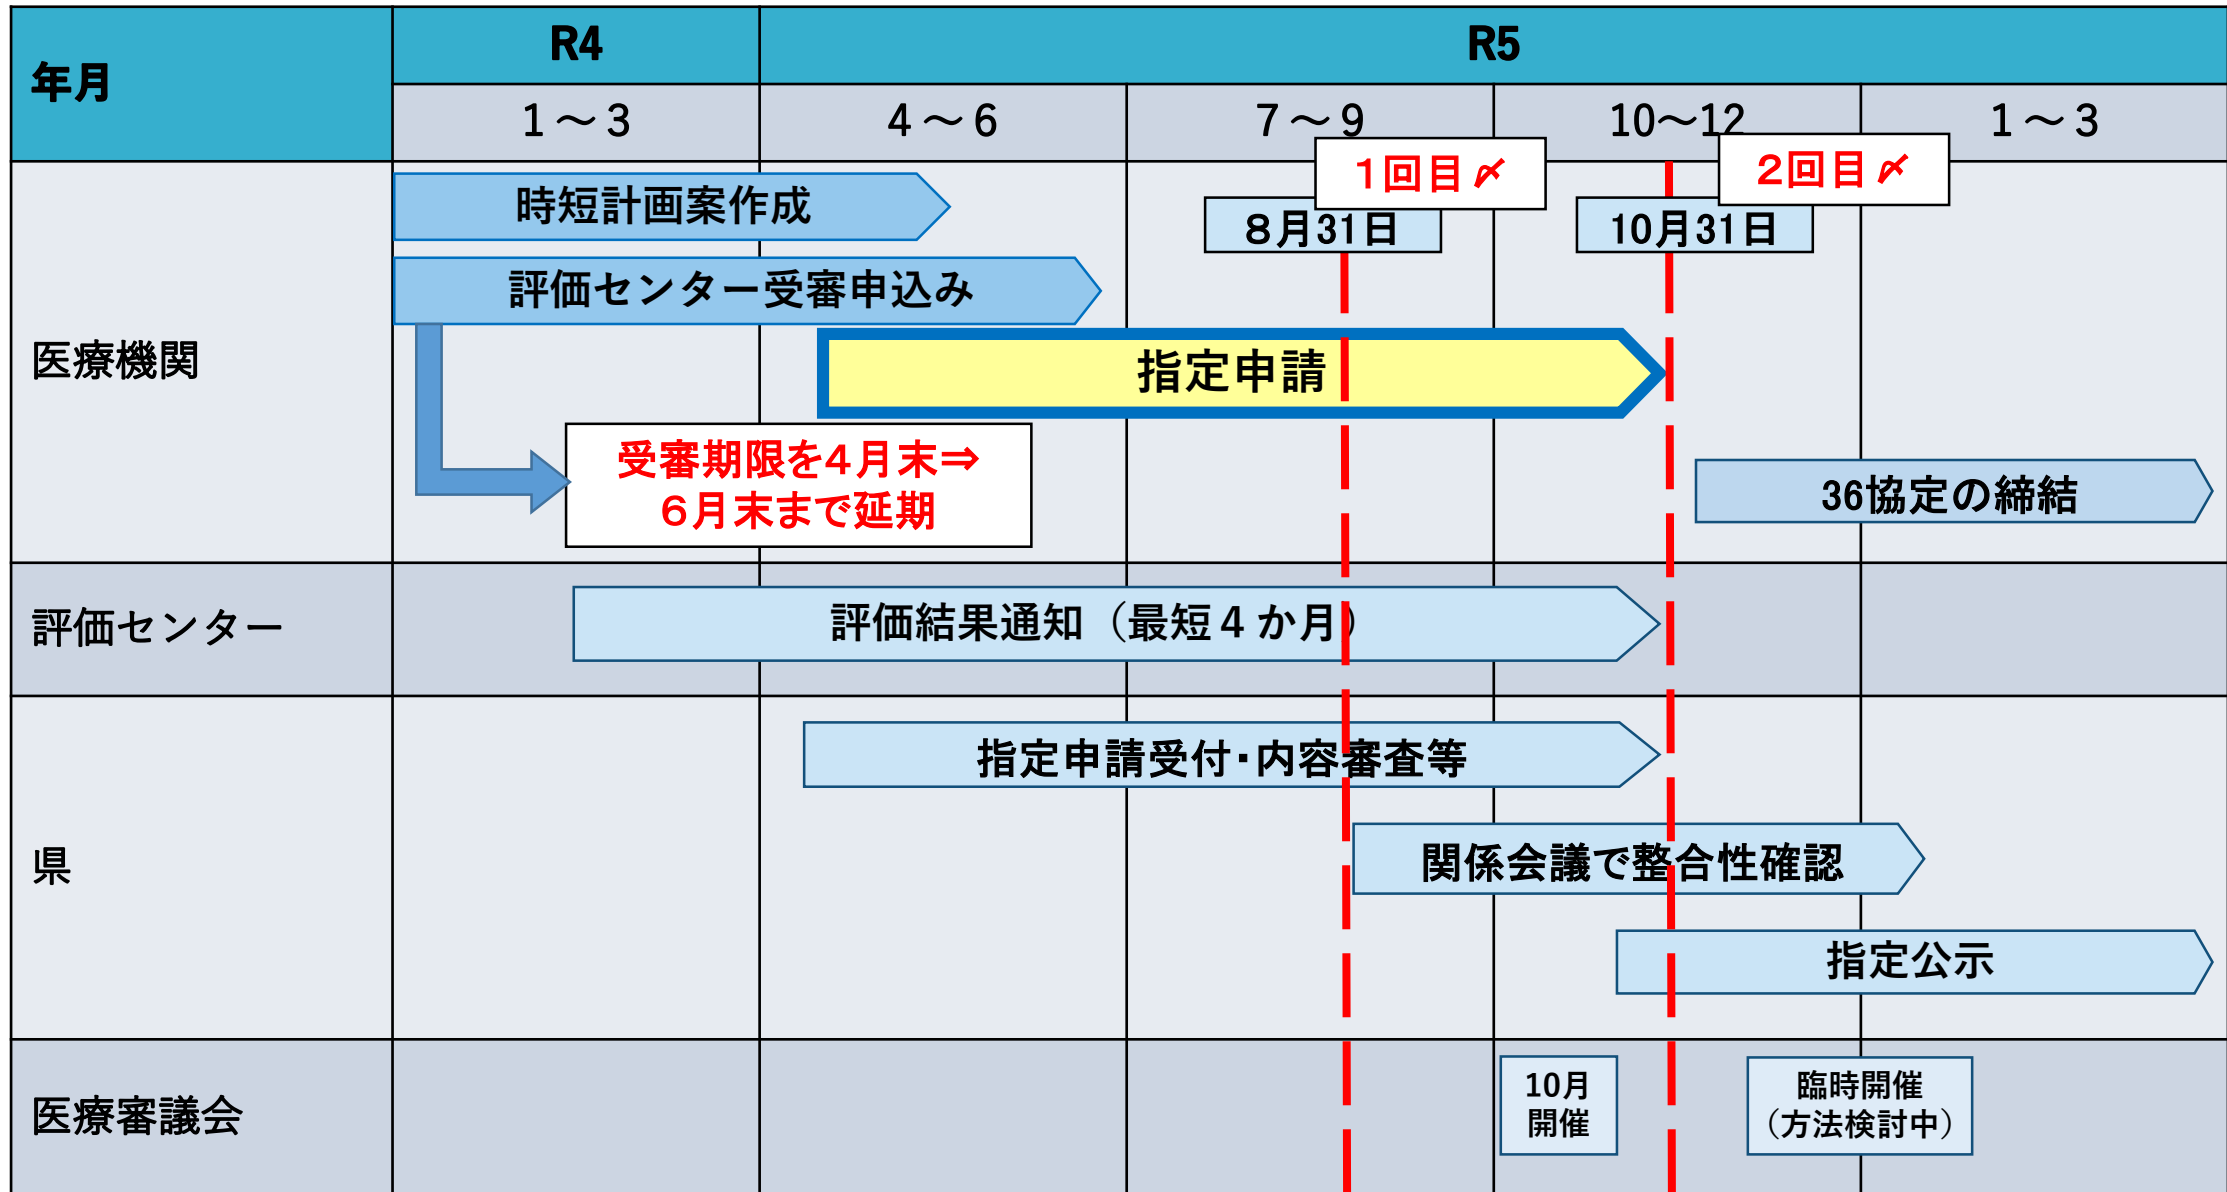 年月
R4
R5
1～3
4～6
7～9
10～12
1～3
1回目〆
2回目〆
8月31日
10月31日
医療機関
時短計画案作成
評価センター受審申込み
指定申請
受審期限を4月末⇒
6月末まで延期
36協定の締結
評価センター
評価結果通知（最短4か月）
県
指定申請受付・内容審査等
関係会議で整合性確認
指定公示
医療審議会
10月
開催
臨時開催
（方法検討中）